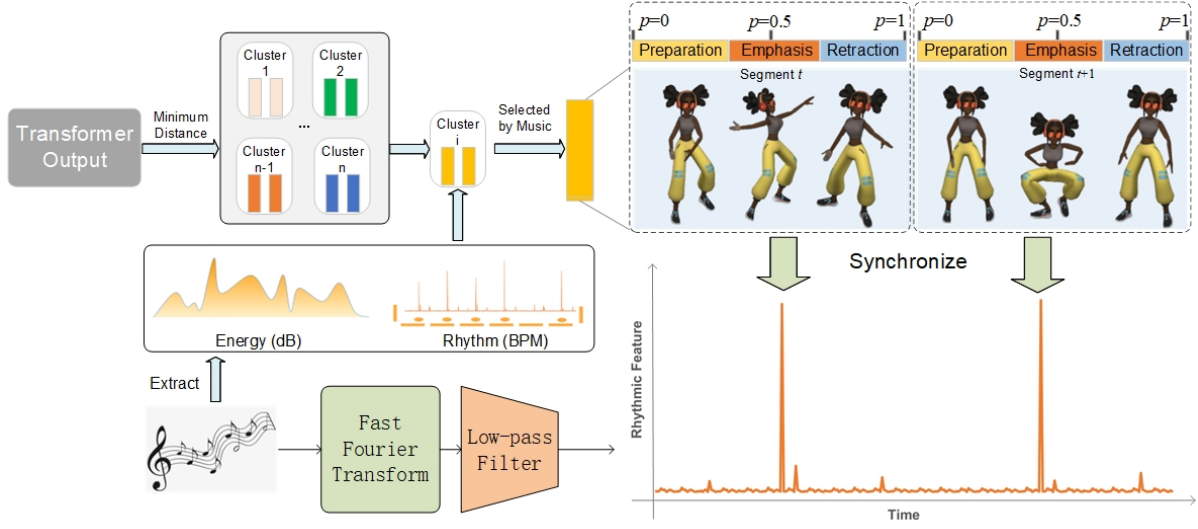 Transformer
Output
Minimum
Distance
Cluster
1
Cluster
2
...
Cluster
n-1
Cluster
n
Cluster
i
Selected
by Music
p=0
p=0.5
p=1
Preparation
Emphasis
Retraction
Segment t
p=0
p=0.5
p=1
Preparation
Emphasis
Retraction
Segment t+1
Energy (dB)
Rhythm (BPM)
Extract
Fast
Fourier
Transform
Low-pass
Filter
Synchronize
Rhythmic Feature
Time